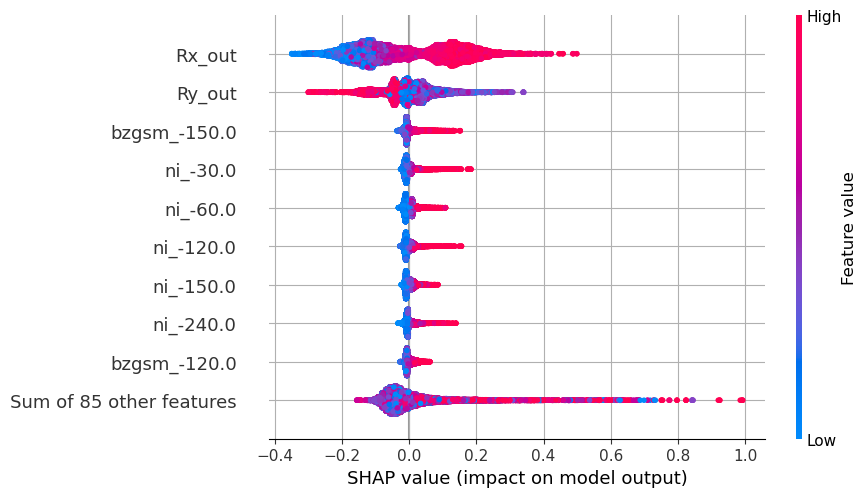 High
Rx_out
Ry_out
bzgsm_-150.0
ni_-30.0
ni_-60.0
ni_-120.0
ni_-150.0
ni_-240.0
bzgsm_-120.0
Sum of 85 other features
Feature value
Low
−0.4 −0.2 0.0 0.2 0.4 0.6 0.8 1.0
SHAP value (impact on model output)